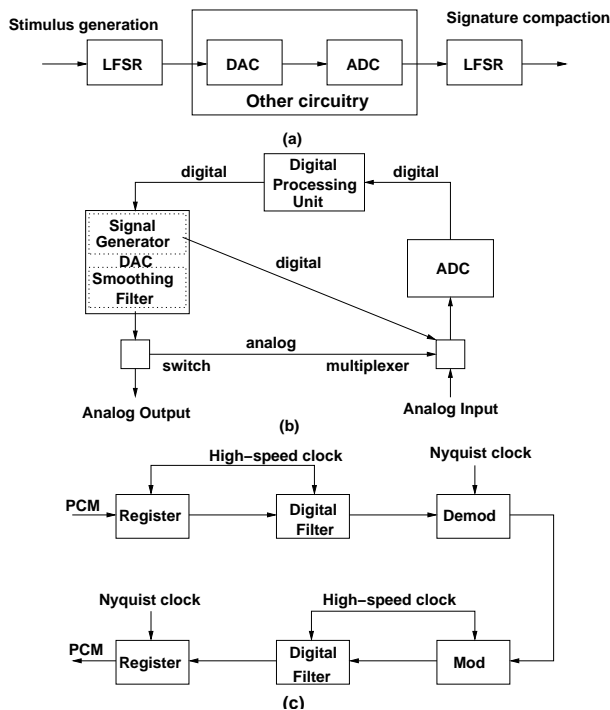 Stimulus generation
Signature compaction
LFSR
DAC
ADC
LFSR
Other circuitry
(a)
digital
Digital
Processing
Unit
digital
Signal
Generator
DAC
Smoothing
Filter
digital
ADC
analog
switch
multiplexer
Analog Output
Analog Input
(b)
High-speed clock
Nyquist clock
PCM
Register
Digital
Filter
Demod
Nyquist clock
High-speed clock
PCM
Register
Digital
Filter
Mod
(c)